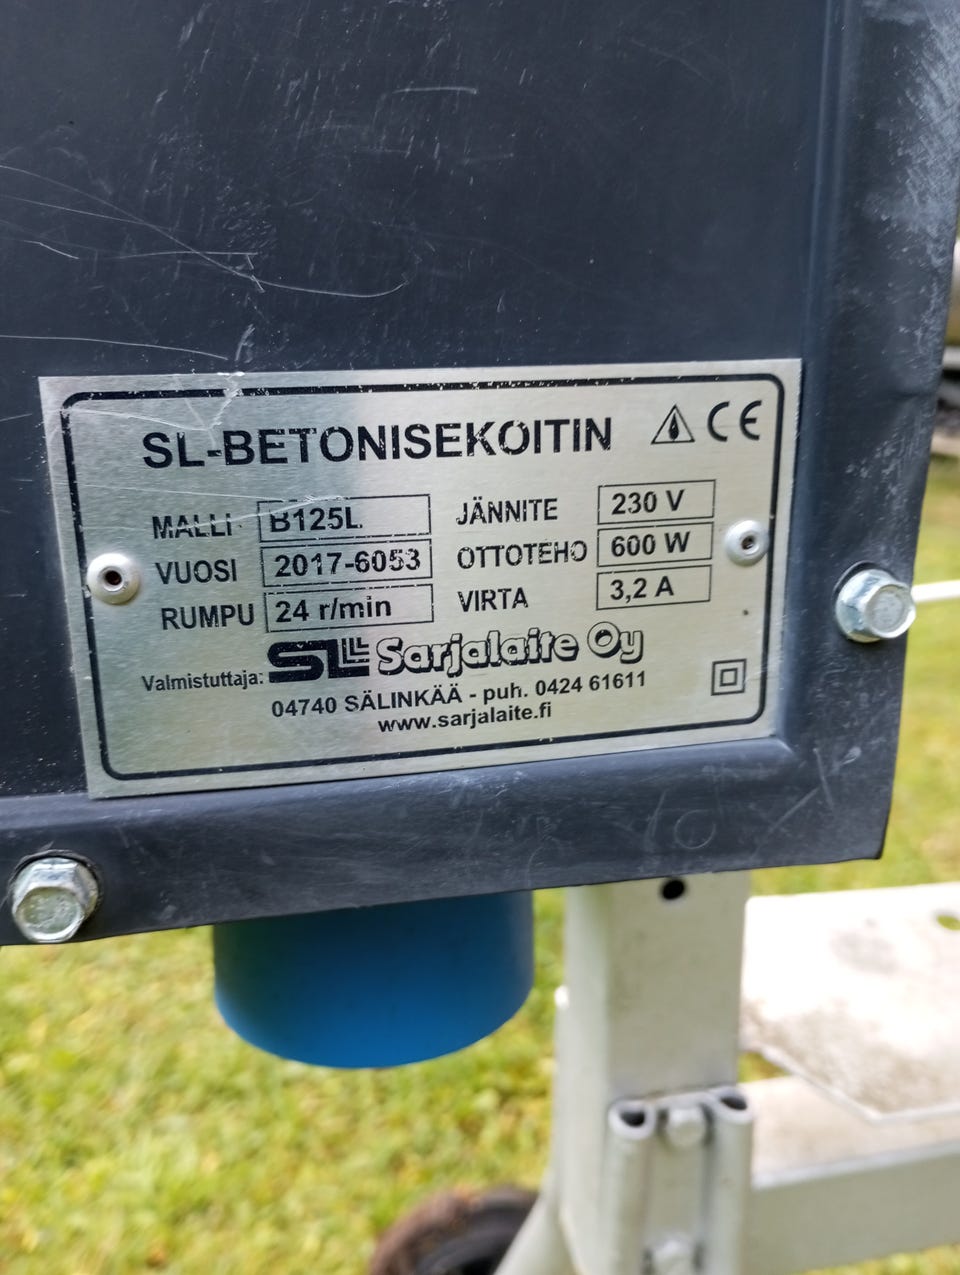 SL-BETONISEKOITIN CE
MALLI B125L JÄNNITE 230 V
VUOSI 2017-6053 OTTOTEHO 600 W
RUMPU 24 r/min VIRTA 3,2 A
Valmistuttaja: SL Sarjalaite Oy
04740 SÄLINKÄÄ - puh. 0424 61611
www.sarjalaite.fi